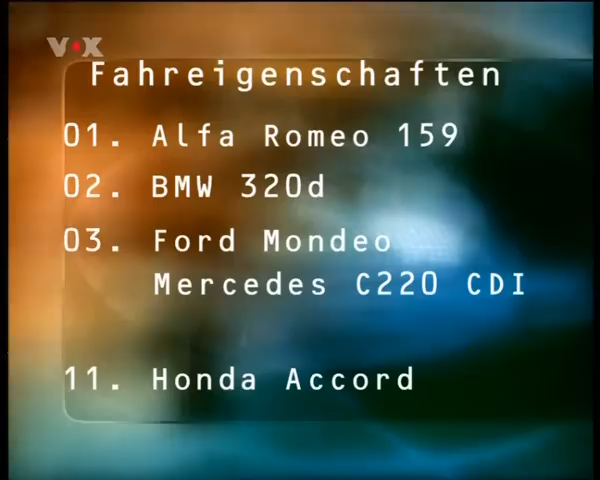 VOX
Fahreigenschaften
01. Alfa Romeo 159
02. BMW 320d
03. Ford Mondeo
Mercedes C220 CDI
11. Honda Accord